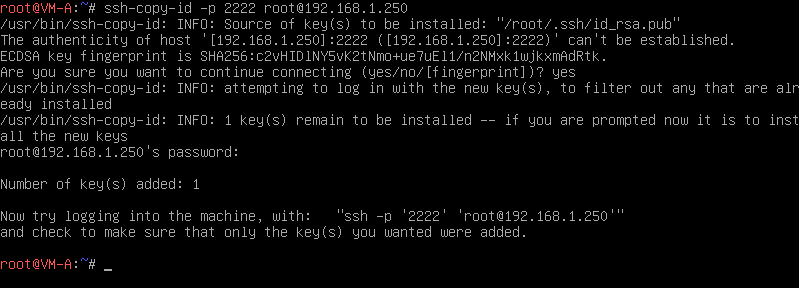 root@VM-A:~# ssh-copy-id -p 2222 root@192.168.1.250
/usr/bin/ssh-copy-id: INFO: Source of key(s) to be installed: "/root/.ssh/id_rsa.pub"
The authenticity of host '[192.168.1.250]:2222 ([192.168.1.250]:2222)' can't be established.
ECDSA key fingerprint is SHA256:c2vHIDlNY5vK2tNmo+ue7uEl1/n2NMxk1wjkxmAdRtk.
Are you sure you want to continue connecting (yes/no/[fingerprint])? yes
/usr/bin/ssh-copy-id: INFO: attempting to log in with the new key(s), to filter out any that are alr
eady installed
/usr/bin/ssh-copy-id: INFO: 1 key(s) remain to be installed -- if you are prompted now it is to inst
all the new keys
root@192.168.1.250's password:
Number of key(s) added: 1
Now try logging into the machine, with:   "ssh -p '2222' 'root@192.168.1.250'"
and check to make sure that only the key(s) you wanted were added.
root@VM-A:~# _